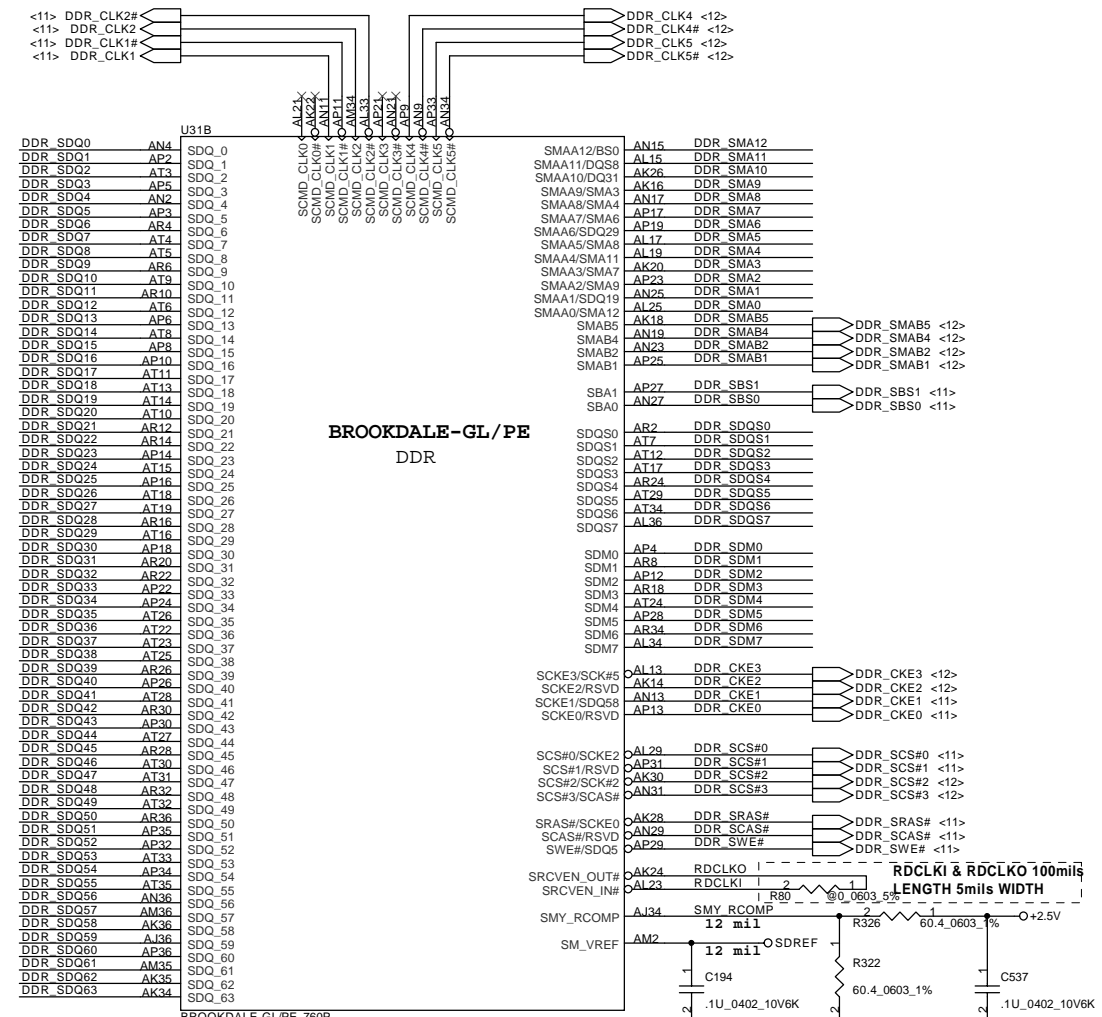 <11> DDR_CLK2#
<11> DDR_CLK2
<11> DDR_CLK1#
<11> DDR_CLK1
DDR_CLK4 <12>
DDR_CLK4# <12>
DDR_CLK5 <12>
DDR_CLK5# <12>
AL21 SCMD_CLK0
AK22 SCMD_CLK0#
AN11 SCMD_CLK1
AP11 SCMD_CLK1#
AM34 SCMD_CLK2
AL33 SCMD_CLK2#
AP21 SCMD_CLK3
AN21 SCMD_CLK3#
AP9 SCMD_CLK4
AN9 SCMD_CLK4#
AP33 SCMD_CLK5
AN34 SCMD_CLK5#
U31B
DDR_SDQ0 AN4 SDQ_0
DDR_SDQ1 AP2 SDQ_1
DDR_SDQ2 AT3 SDQ_2
DDR_SDQ3 AP5 SDQ_3
DDR_SDQ4 AN2 SDQ_4
DDR_SDQ5 AP3 SDQ_5
DDR_SDQ6 AR4 SDQ_6
DDR_SDQ7 AT4 SDQ_7
DDR_SDQ8 AT5 SDQ_8
DDR_SDQ9 AR6 SDQ_9
DDR_SDQ10 AT9 SDQ_10
DDR_SDQ11 AR10 SDQ_11
DDR_SDQ12 AT6 SDQ_12
DDR_SDQ13 AP6 SDQ_13
DDR_SDQ14 AT8 SDQ_14
DDR_SDQ15 AP8 SDQ_15
DDR_SDQ16 AP10 SDQ_16
DDR_SDQ17 AT11 SDQ_17
DDR_SDQ18 AT13 SDQ_18
DDR_SDQ19 AT14 SDQ_19
DDR_SDQ20 AT10 SDQ_20
DDR_SDQ21 AR12 SDQ_21
DDR_SDQ22 AR14 SDQ_22
DDR_SDQ23 AP14 SDQ_23
DDR_SDQ24 AT15 SDQ_24
DDR_SDQ25 AP16 SDQ_25
DDR_SDQ26 AT18 SDQ_26
DDR_SDQ27 AT19 SDQ_27
DDR_SDQ28 AR16 SDQ_28
DDR_SDQ29 AT16 SDQ_29
DDR_SDQ30 AP18 SDQ_30
DDR_SDQ31 AR20 SDQ_31
DDR_SDQ32 AR22 SDQ_32
DDR_SDQ33 AP22 SDQ_33
DDR_SDQ34 AP24 SDQ_34
DDR_SDQ35 AT26 SDQ_35
DDR_SDQ36 AT22 SDQ_36
DDR_SDQ37 AT23 SDQ_37
DDR_SDQ38 AT25 SDQ_38
DDR_SDQ39 AR26 SDQ_39
DDR_SDQ40 AP26 SDQ_40
DDR_SDQ41 AT28 SDQ_41
DDR_SDQ42 AR30 SDQ_42
DDR_SDQ43 AP30 SDQ_43
DDR_SDQ44 AT27 SDQ_44
DDR_SDQ45 AR28 SDQ_45
DDR_SDQ46 AT30 SDQ_46
DDR_SDQ47 AT31 SDQ_47
DDR_SDQ48 AR32 SDQ_48
DDR_SDQ49 AT32 SDQ_49
DDR_SDQ50 AR36 SDQ_50
DDR_SDQ51 AP35 SDQ_51
DDR_SDQ52 AP32 SDQ_52
DDR_SDQ53 AT33 SDQ_53
DDR_SDQ54 AP34 SDQ_54
DDR_SDQ55 AT35 SDQ_55
DDR_SDQ56 AN36 SDQ_56
DDR_SDQ57 AM36 SDQ_57
DDR_SDQ58 AK36 SDQ_58
DDR_SDQ59 AJ36 SDQ_59
DDR_SDQ60 AP36 SDQ_60
DDR_SDQ61 AM35 SDQ_61
DDR_SDQ62 AK35 SDQ_62
DDR_SDQ63 AK34 SDQ_63
BROOKDALE-GL/PE
DDR
SMAA12/BS0 AN15 DDR_SMA12
SMAA11/DQS8 AL15 DDR_SMA11
SMAA10/DQ31 AK26 DDR_SMA10
SMAA9/SMA3 AK16 DDR_SMA9
SMAA8/SMA4 AN17 DDR_SMA8
SMAA7/SMA6 AP17 DDR_SMA7
SMAA6/SDQ29 AP19 DDR_SMA6
SMAA5/SMA8 AL17 DDR_SMA5
SMAA4/SMA11 AL19 DDR_SMA4
SMAA3/SMA7 AK20 DDR_SMA3
SMAA2/SMA9 AP23 DDR_SMA2
SMAA1/SDQ19 AN25 DDR_SMA1
SMAA0/SMA12 AL25 DDR_SMA0
SMAB5 AK18 DDR_SMAB5 DDR_SMAB5 <12>
SMAB4 AN19 DDR_SMAB4 DDR_SMAB4 <12>
SMAB2 AN23 DDR_SMAB2 DDR_SMAB2 <12>
SMAB1 AP25 DDR_SMAB1 DDR_SMAB1 <12>
SBA1 AP27 DDR_SBS1 DDR_SBS1 <11>
SBA0 AN27 DDR_SBS0 DDR_SBS0 <11>
SDQS0 AR2 DDR_SDQS0
SDQS1 AT7 DDR_SDQS1
SDQS2 AT12 DDR_SDQS2
SDQS3 AT17 DDR_SDQS3
SDQS4 AR24 DDR_SDQS4
SDQS5 AT29 DDR_SDQS5
SDQS6 AT34 DDR_SDQS6
SDQS7 AL36 DDR_SDQS7
SDM0 AP4 DDR_SDM0
SDM1 AR8 DDR_SDM1
SDM2 AP12 DDR_SDM2
SDM3 AR18 DDR_SDM3
SDM4 AT24 DDR_SDM4
SDM5 AP28 DDR_SDM5
SDM6 AR34 DDR_SDM6
SDM7 AL34 DDR_SDM7
SCKE3/SCK#5 AL13 DDR_CKE3 DDR_CKE3 <12>
SCKE2/RSVD AK14 DDR_CKE2 DDR_CKE2 <12>
SCKE1/SDQ58 AN13 DDR_CKE1 DDR_CKE1 <11>
SCKE0/RSVD AP13 DDR_CKE0 DDR_CKE0 <11>
SCS#0/SCKE2 AL29 DDR_SCS#0 DDR_SCS#0 <11>
SCS#1/RSVD AP31 DDR_SCS#1 DDR_SCS#1 <11>
SCS#2/SCK#2 AK30 DDR_SCS#2 DDR_SCS#2 <12>
SCS#3/SCAS# AN31 DDR_SCS#3 DDR_SCS#3 <12>
SRAS#/SCKE0 AK28 DDR_SRAS# DDR_SRAS# <11>
SCAS#/RSVD AN29 DDR_SCAS# DDR_SCAS# <11>
SWE#/SDQ5 AP29 DDR_SWE# DDR_SWE# <11>
SRCVEN_OUT# AK24 RDCLKO
SRCVEN_IN# AL23 RDCLKI
RDCLKI & RDCLKO 100mils
LENGTH 5mils WIDTH
2 1
R80 @0_0603_5%
SMY_RCOMP AJ34 SMY_RCOMP
12 mil
2 1
R326 60.4_0603_1%
+2.5V
SM_VREF AM2 SDREF
12 mil
1
C194
.1U_0402_10V6K
2
1
R322
60.4_0603_1%
2
1
C537
.1U_0402_10V6K
2
BROOKDALE-GL/PE_760P